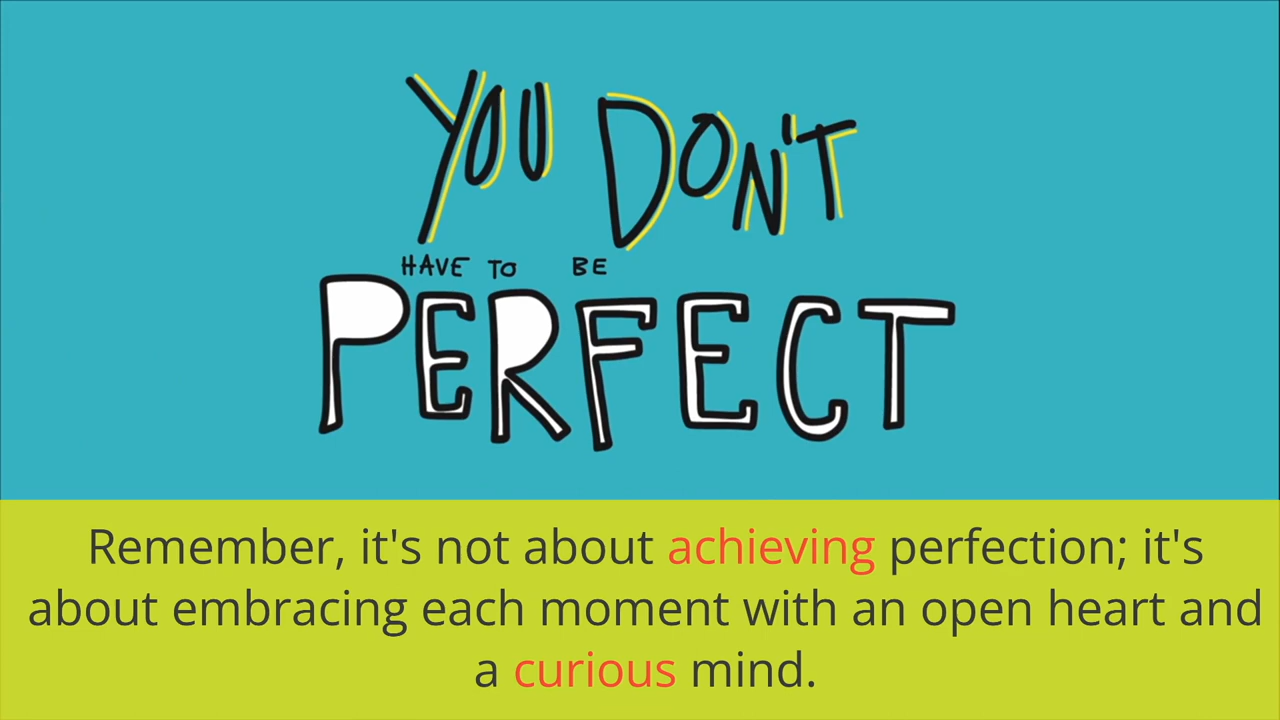 YOU DON'T
HAVE TO BE
PERFECT
Remember, it's not about achieving perfection; it's
about embracing each moment with an open heart and
a curious mind.